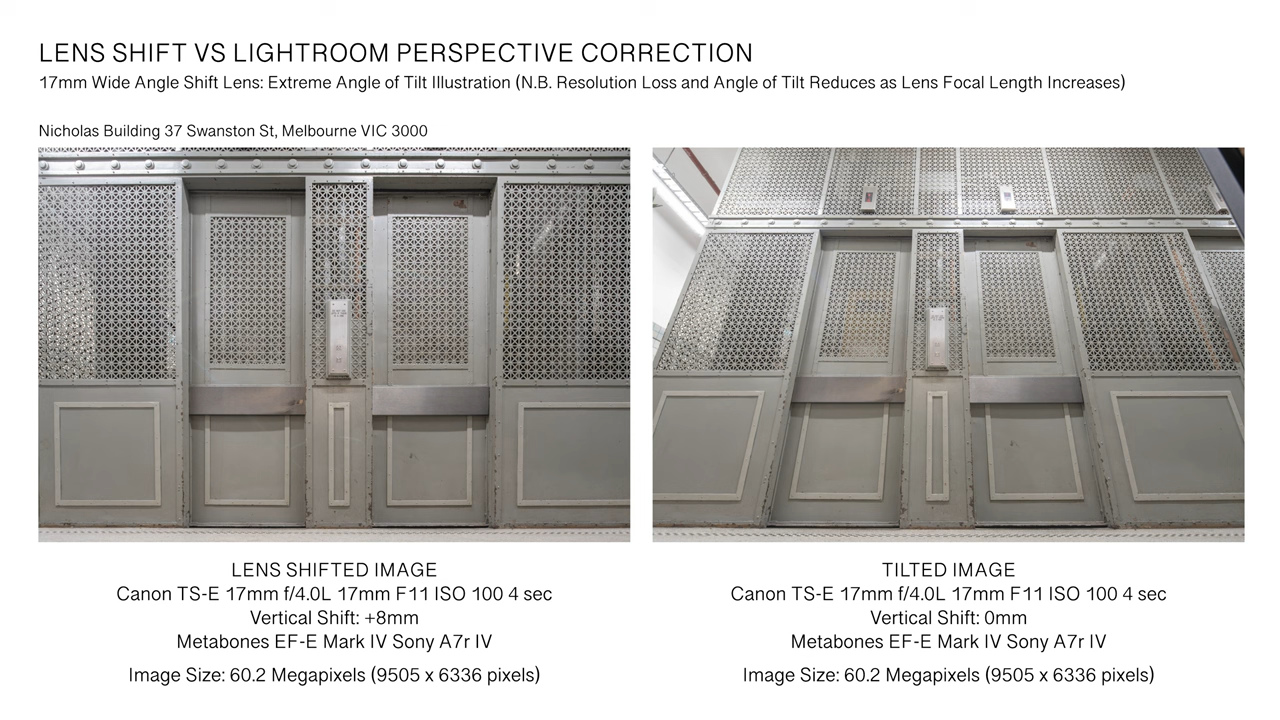 LENS SHIFT VS LIGHTROOM PERSPECTIVE CORRECTION
17mm Wide Angle Shift Lens: Extreme Angle of Tilt Illustration (N.B. Resolution Loss and Angle of Tilt Reduces as Lens Focal Length Increases)
Nicholas Building 37 Swanston St, Melbourne VIC 3000
LENS SHIFTED IMAGE
Canon TS-E 17mm f/4.0L 17mm F11 ISO 100 4 sec
Vertical Shift: +8mm
Metabones EF-E Mark IV Sony A7r IV
Image Size: 60.2 Megapixels (9505 x 6336 pixels)
TILTED IMAGE
Canon TS-E 17mm f/4.0L 17mm F11 ISO 100 4 sec
Vertical Shift: 0mm
Metabones EF-E Mark IV Sony A7r IV
Image Size: 60.2 Megapixels (9505 x 6336 pixels)